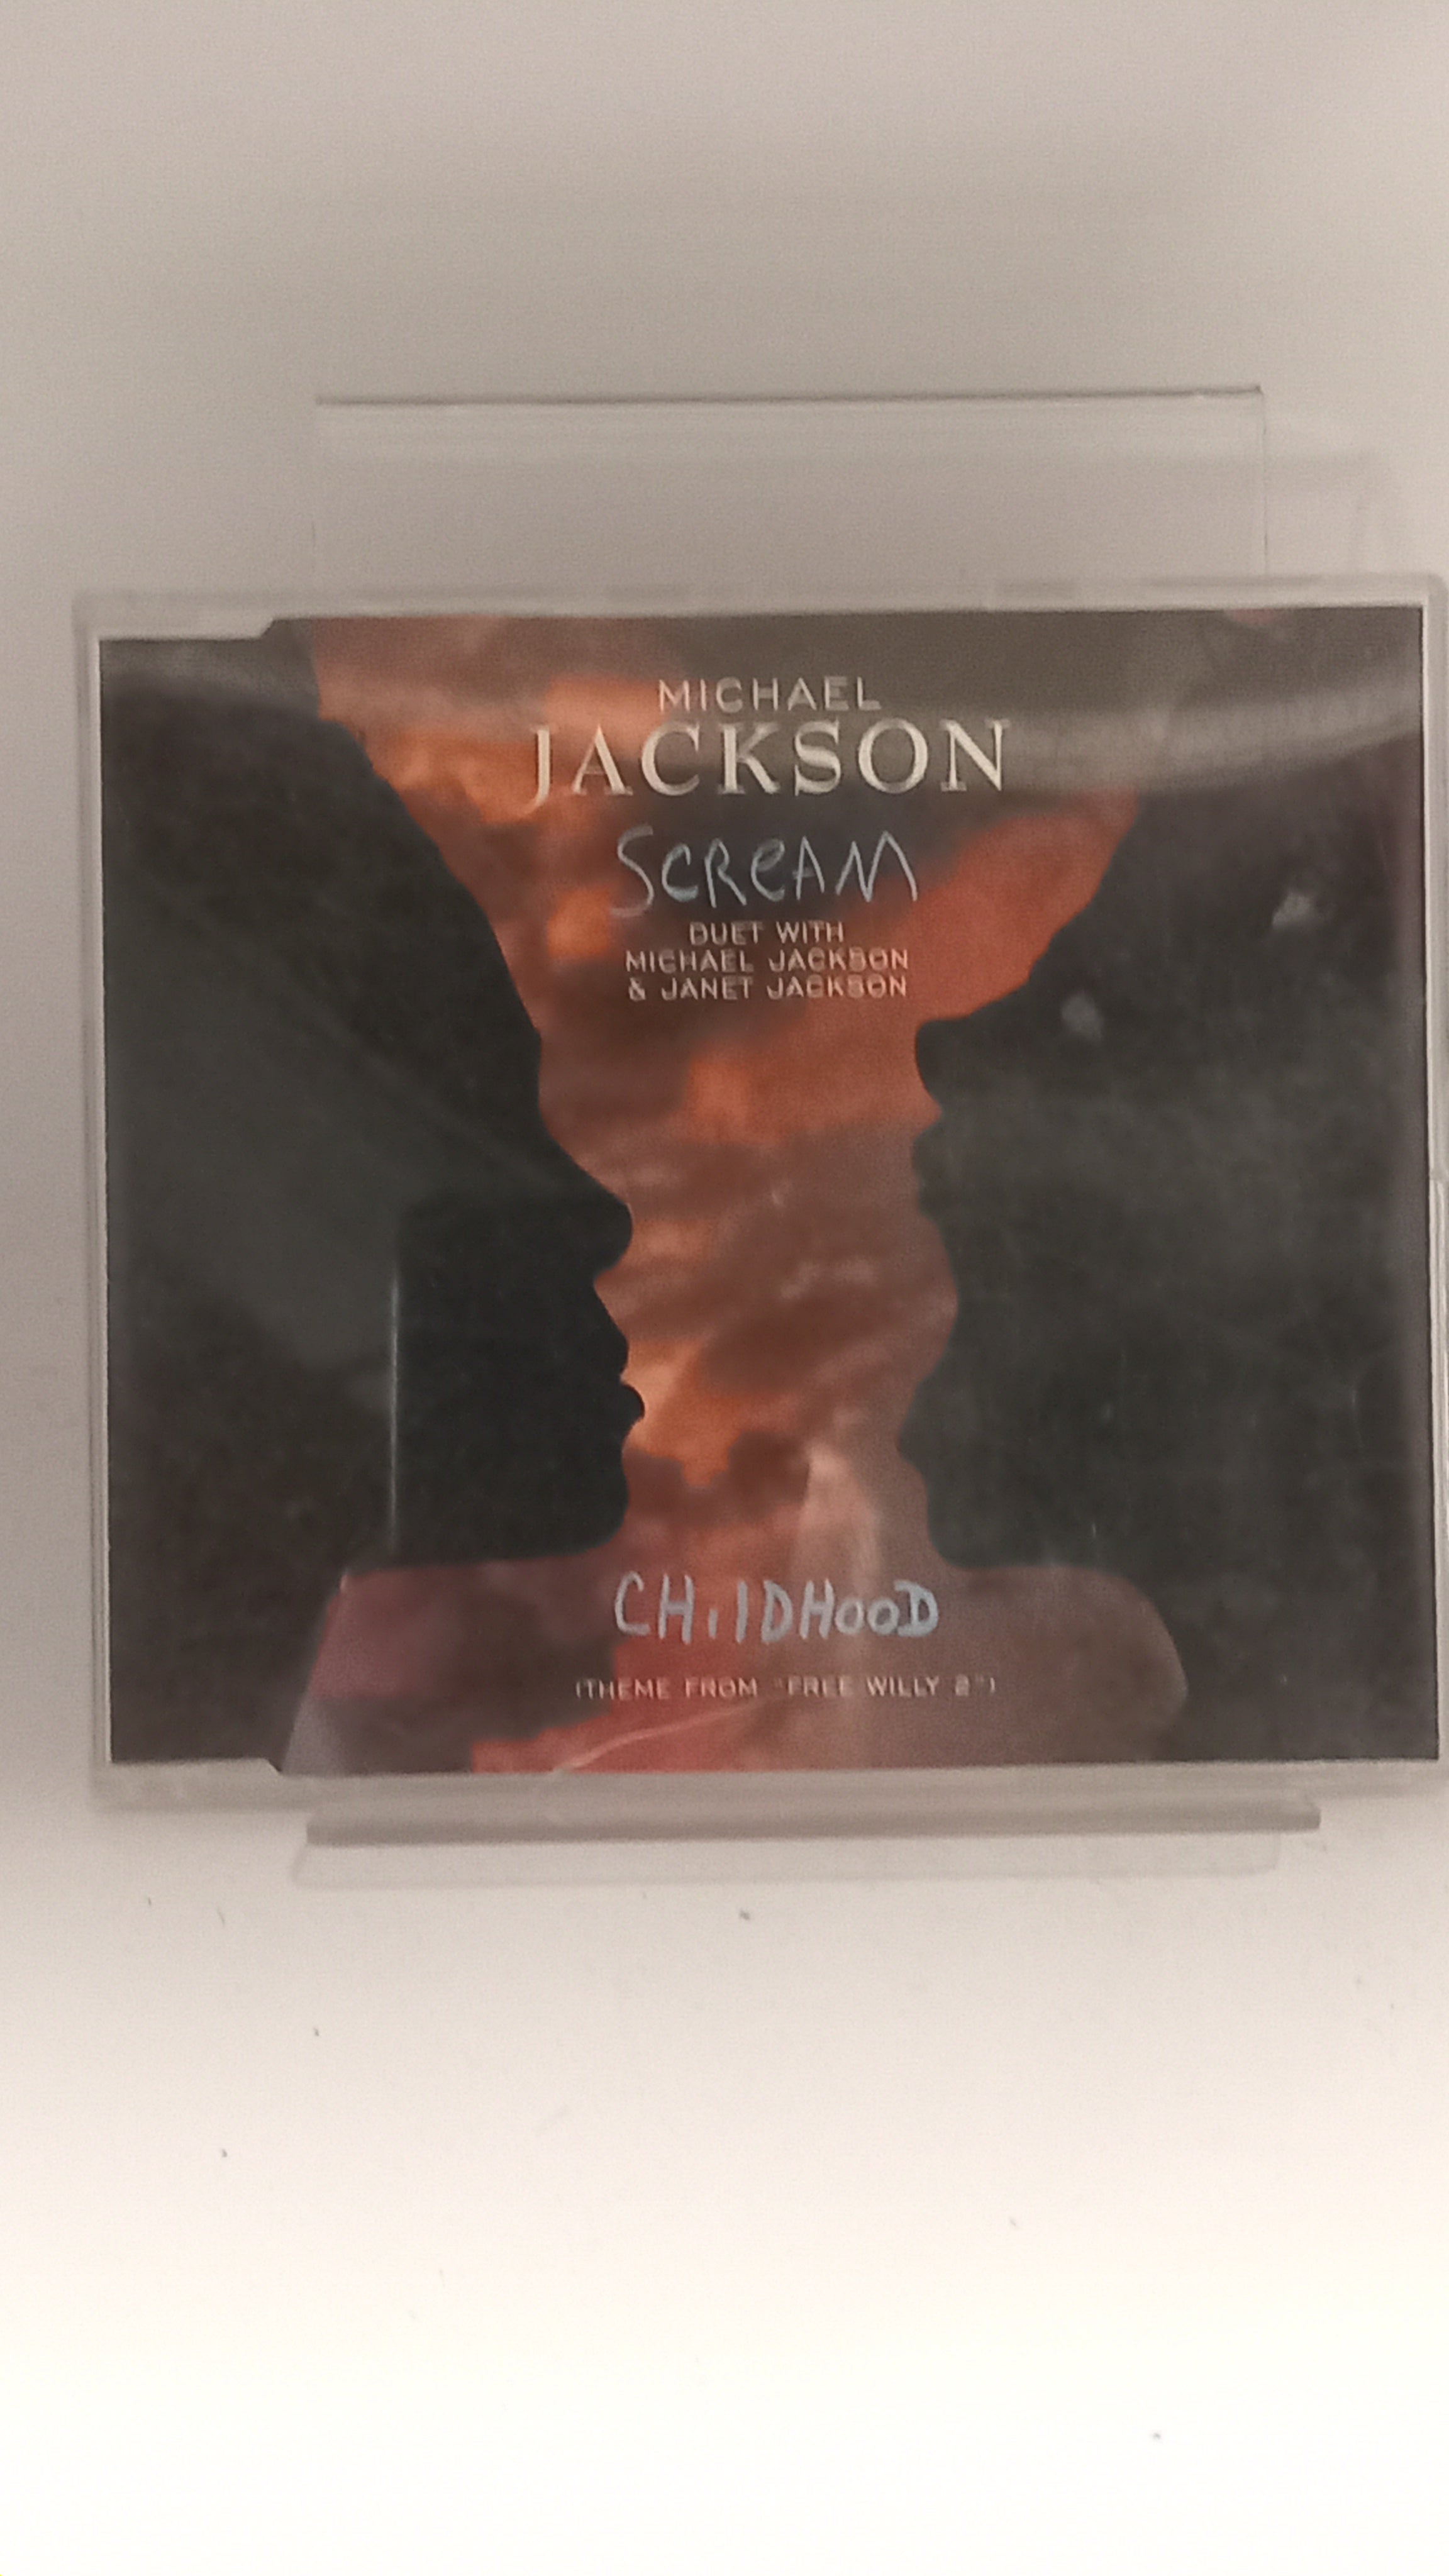 MICHAEL
JACKSON
SCReAM
DUET WITH
MICHAEL JACKSON
& JANET JACKSON
CHilDHooD
(THEME FROM "FREE WILLY 2")